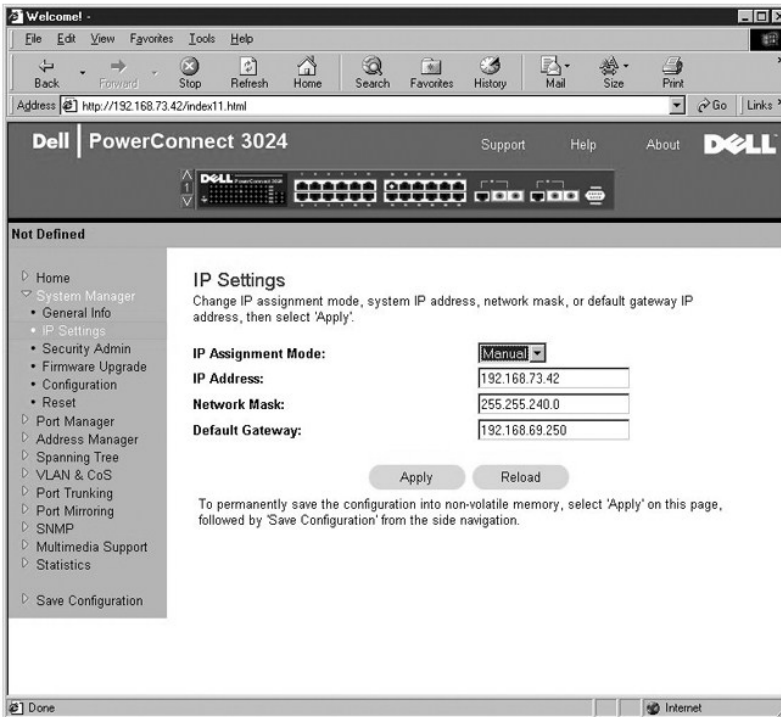 Welcome! -
File Edit View Favorites Tools Help
Back Forward Stop Refresh Home Search Favorites History Mail Size Print
Address http://192.168.73.42/index11.html Go Links
Dell PowerConnect 3024 Support Help About DELL
DELL
1
Not Defined
Home
System Manager
General Info
IP Settings
Security Admin
Firmware Upgrade
Configuration
Reset
Port Manager
Address Manager
Spanning Tree
VLAN & CoS
Port Trunking
Port Mirroring
SNMP
Multimedia Support
Statistics
Save Configuration
IP Settings
Change IP assignment mode, system IP address, network mask, or default gateway IP
address, then select 'Apply'.
IP Assignment Mode: Manual
IP Address: 192.168.73.42
Network Mask: 255.255.240.0
Default Gateway: 192.168.69.250
Apply Reload
To permanently save the configuration into non-volatile memory, select 'Apply' on this page,
followed by 'Save Configuration' from the side navigation.
Done Internet